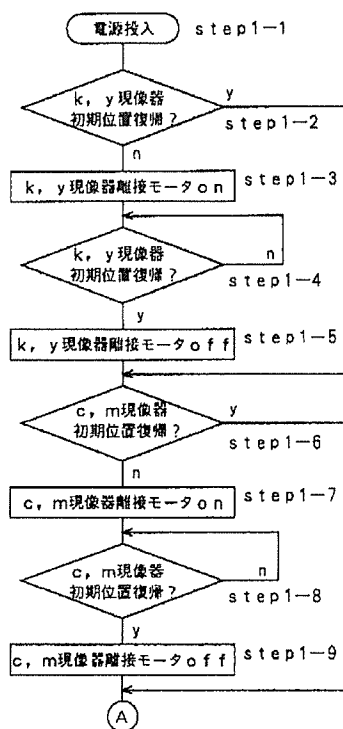 電源投入 step1-1
k, y現像器
初期位置復帰?
y
step1-2
n
k, y現像器離接モータon
step1-3
k, y現像器
初期位置復帰?
n
step1-4
y
k, y現像器離接モータoff
step1-5
c, m現像器
初期位置復帰?
y
step1-6
n
c, m現像器離接モータon
step1-7
c, m現像器
初期位置復帰?
n
step1-8
y
c, m現像器離接モータoff
step1-9
A